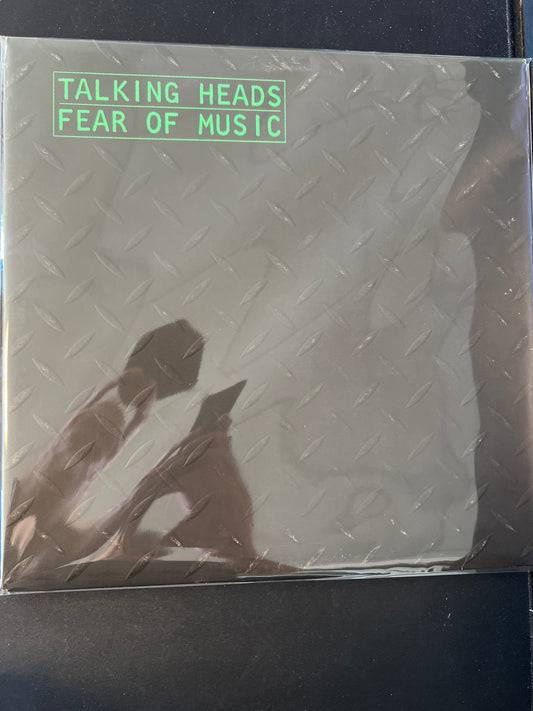 TALKING HEADS
FEAR OF MUSIC